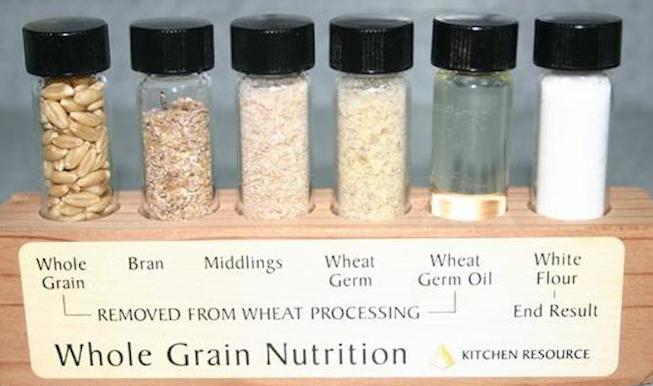 Whole Grain
Bran
Middlings
Wheat Germ
Wheat Germ Oil
White Flour
REMOVED FROM WHEAT PROCESSING
End Result
Whole Grain Nutrition
KITCHEN RESOURCE